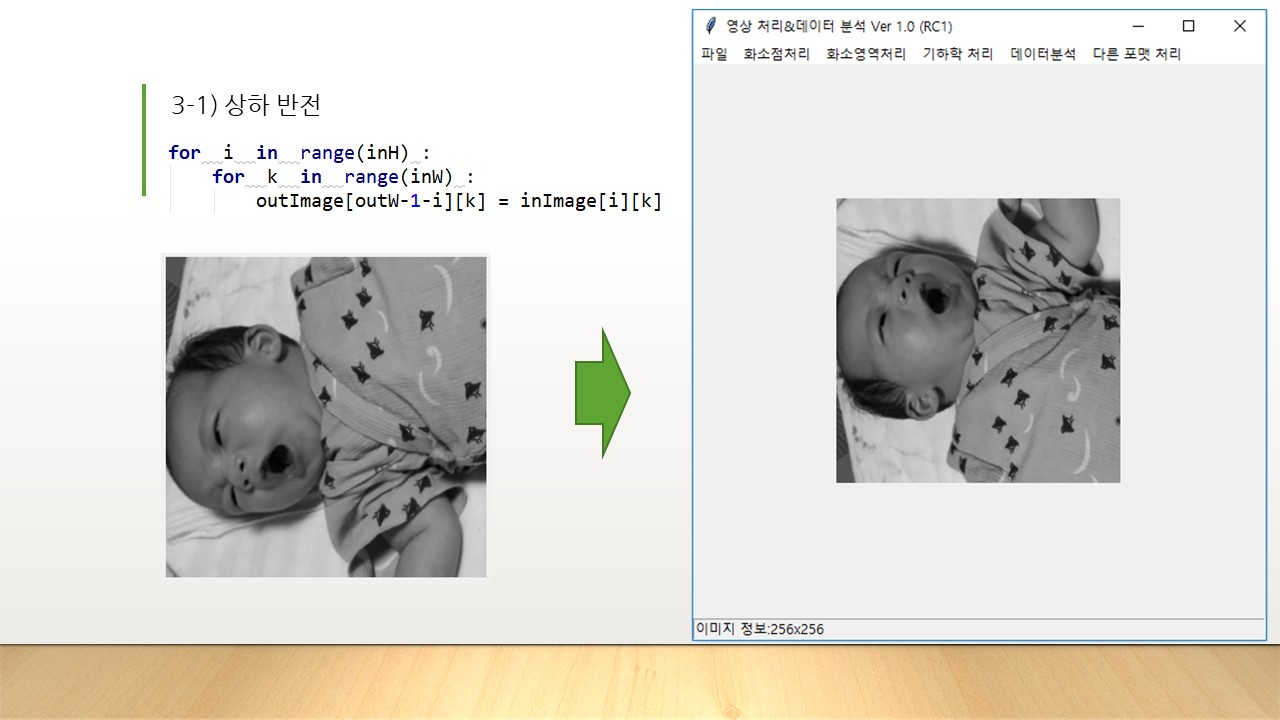 3-1) 상하 반전
for i in range(inH) :
for k in range(inW) :
outImage[outW-1-i][k] = inImage[i][k]
영상 처리&데이터 분석 Ver 1.0 (RC1)
파일 화소점처리 화소영역처리 기하학 처리 데이터분석 다른 포맷 처리
이미지 정보:256x256